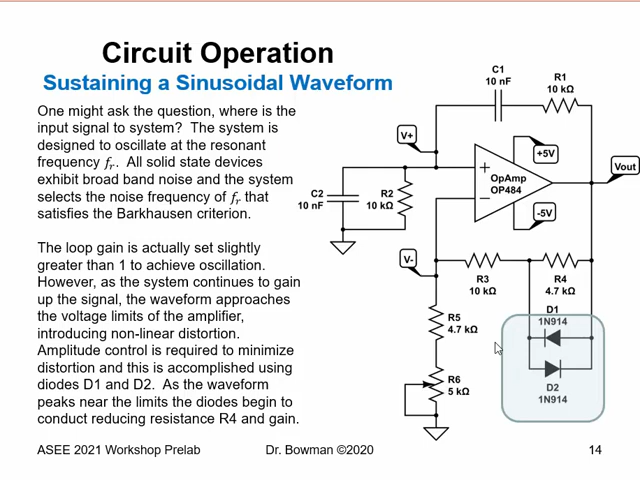 Circuit Operation
Sustaining a Sinusoidal Waveform
One might ask the question, where is the
input signal to system? The system is
designed to oscillate at the resonant
frequency fr. All solid state devices
exhibit broad band noise and the system
selects the noise frequency of fr that
satisfies the Barkhausen criterion.
The loop gain is actually set slightly
greater than 1 to achieve oscillation.
However, as the system continues to gain
up the signal, the waveform approaches
the voltage limits of the amplifier,
introducing non-linear distortion.
Amplitude control is required to minimize
distortion and this is accomplished using
diodes D1 and D2. As the waveform
peaks near the limits the diodes begin to
conduct reducing resistance R4 and gain.
C1
10 nF
R1
10 kΩ
V+
+5V
Vout
+
OpAmp
OP484
−
-5V
C2
10 nF
R2
10 kΩ
V-
R3
10 kΩ
R4
4.7 kΩ
D1
1N914
R5
4.7 kΩ
D2
1N914
R6
5 kΩ
ASEE 2021 Workshop Prelab
Dr. Bowman ©2020
14